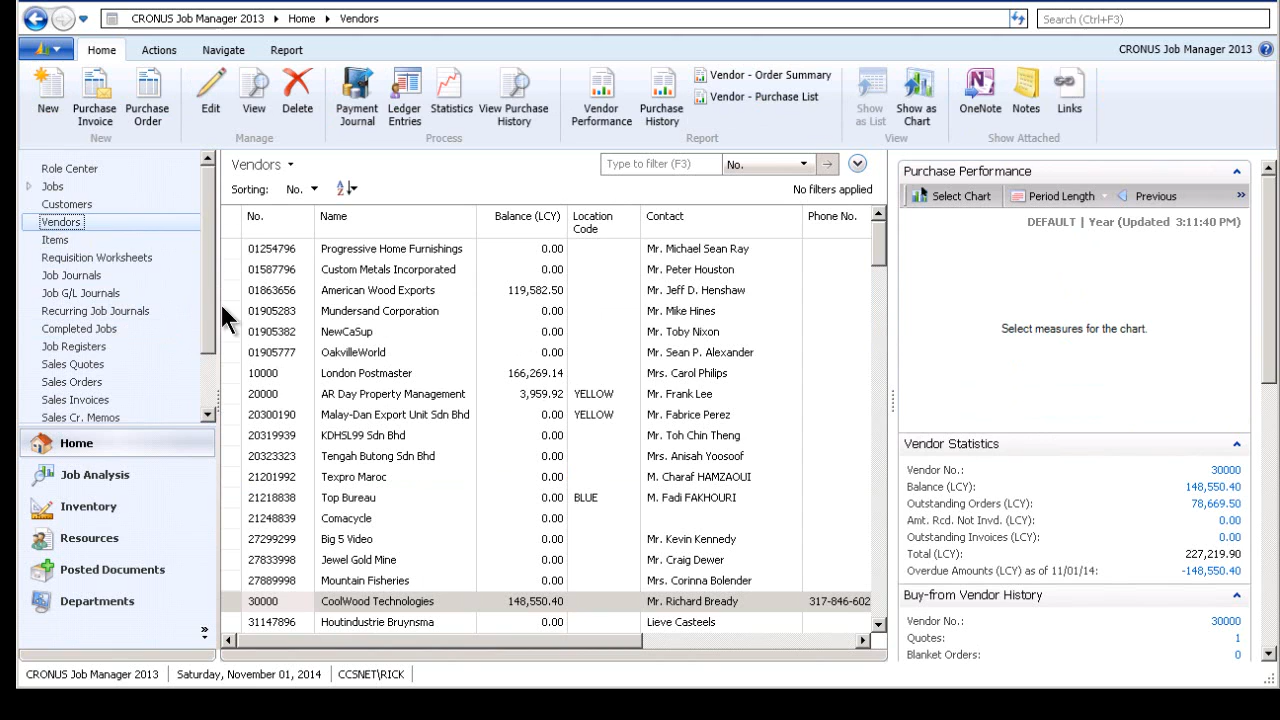 CRONUS Job Manager 2013 ▸ Home ▸ Vendors
Search (Ctrl+F3)
Home Actions Navigate Report
CRONUS Job Manager 2013
New
Purchase Invoice
Purchase Order
Edit
View
Delete
Payment Journal
Ledger Entries
Statistics
View Purchase History
Vendor Performance
Purchase History
Vendor - Order Summary
Vendor - Purchase List
Show as List
Show as Chart
OneNote
Notes
Links
New Manage Process Report View Show Attached
Role Center
Jobs
Customers
Vendors
Items
Requisition Worksheets
Job Journals
Job G/L Journals
Recurring Job Journals
Completed Jobs
Job Registers
Sales Quotes
Sales Orders
Sales Invoices
Sales Cr. Memos
Home
Job Analysis
Inventory
Resources
Posted Documents
Departments
Vendors
Type to filter (F3) No.
Sorting: No. No filters applied
No. Name Balance (LCY) Location Code Contact Phone No.
01254796 Progressive Home Furnishings 0.00 Mr. Michael Sean Ray
01587796 Custom Metals Incorporated 0.00 Mr. Peter Houston
01863656 American Wood Exports 119,582.50 Mr. Jeff D. Henshaw
01905283 Mundersand Corporation 0.00 Mr. Mike Hines
01905382 NewCaSup 0.00 Mr. Toby Nixon
01905777 OakvilleWorld 0.00 Mr. Sean P. Alexander
10000 London Postmaster 166,269.14 Mrs. Carol Philips
20000 AR Day Property Management 3,959.92 YELLOW Mr. Frank Lee
20300190 Malay-Dan Export Unit Sdn Bhd 0.00 YELLOW Mr. Fabrice Perez
20319939 KDHSL99 Sdn Bhd 0.00 Mr. Toh Chin Theng
20323323 Tengah Butong Sdn Bhd 0.00 Mrs. Anisah Yoosoof
21201992 Texpro Maroc 0.00 M. Charaf HAMZAOUI
21218838 Top Bureau 0.00 BLUE M. Fadi FAKHOURI
21248839 Comacycle 0.00
27299299 Big 5 Video 0.00 Mr. Kevin Kennedy
27833998 Jewel Gold Mine 0.00 Mr. Craig Dewer
27889998 Mountain Fisheries 0.00 Mrs. Corinna Bolender
30000 CoolWood Technologies 148,550.40 Mr. Richard Bready 317-846-602
31147896 Houtindustrie Bruynsma 0.00 Lieve Casteels
Purchase Performance
Select Chart Period Length Previous
DEFAULT | Year (Updated 3:11:40 PM)
Select measures for the chart.
Vendor Statistics
Vendor No.: 30000
Balance (LCY): 148,550.40
Outstanding Orders (LCY): 78,669.50
Amt. Rcd. Not Invd. (LCY): 0.00
Outstanding Invoices (LCY): 0.00
Total (LCY): 227,219.90
Overdue Amounts (LCY) as of 11/01/14: -148,550.40
Buy-from Vendor History
Vendor No.: 30000
Quotes: 1
Blanket Orders: 0
CRONUS Job Manager 2013 Saturday, November 01, 2014 CCSNET\RICK